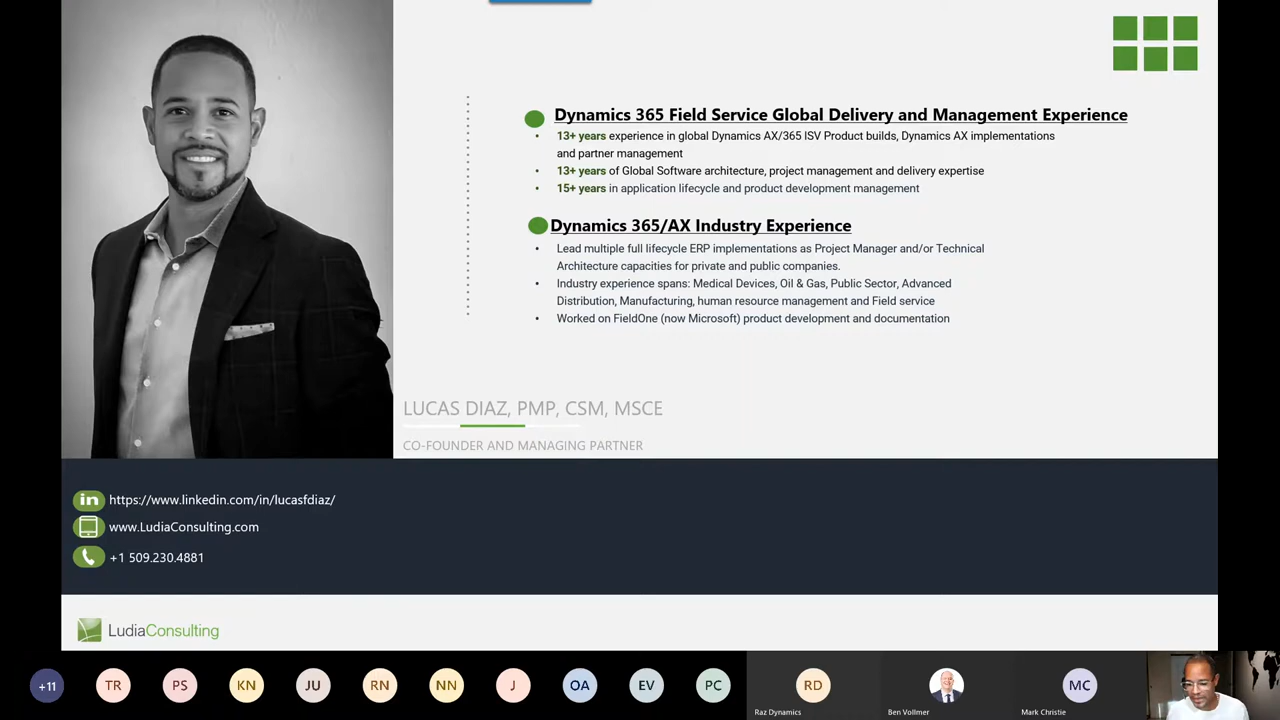 Dynamics 365 Field Service Global Delivery and Management Experience
• 13+ years experience in global Dynamics AX/365 ISV Product builds, Dynamics AX implementations
and partner management
• 13+ years of Global Software architecture, project management and delivery expertise
• 15+ years in application lifecycle and product development management
Dynamics 365/AX Industry Experience
• Lead multiple full lifecycle ERP implementations as Project Manager and/or Technical
Architecture capacities for private and public companies.
• Industry experience spans: Medical Devices, Oil & Gas, Public Sector, Advanced
Distribution, Manufacturing, human resource management and Field service
• Worked on FieldOne (now Microsoft) product development and documentation
LUCAS DIAZ, PMP, CSM, MSCE
CO-FOUNDER AND MANAGING PARTNER
in https://www.linkedin.com/in/lucasfdiaz/
www.LudiaConsulting.com
+1 509.230.4881
LudiaConsulting
+11 TR PS KN JU RN NN J OA EV PC RD MC
Raz Dynamics Ben Vollmer Mark Christie